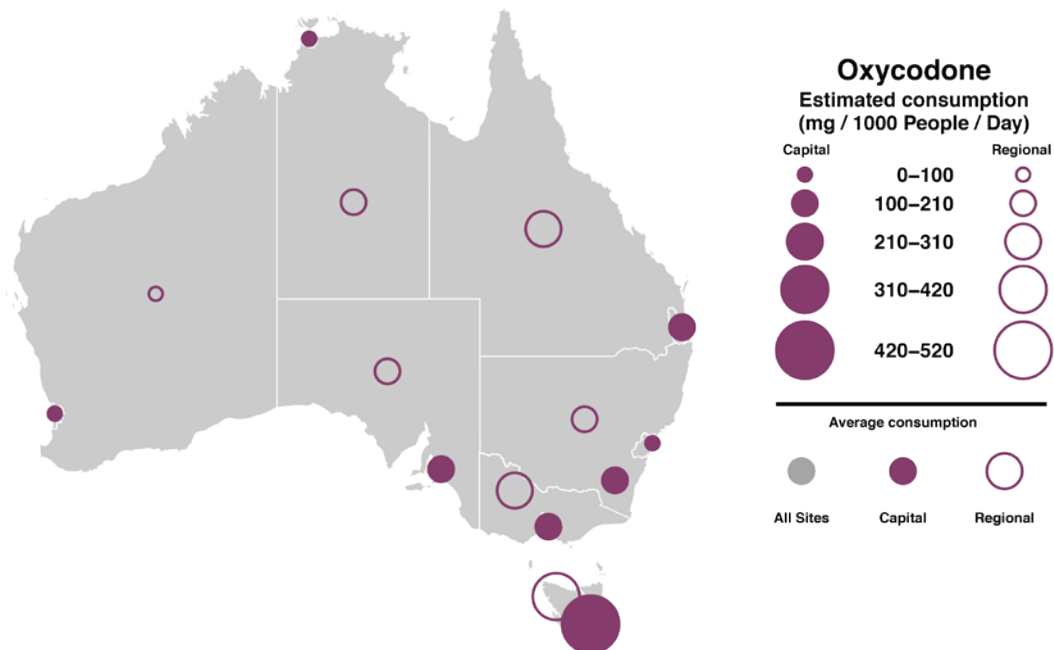 Oxycodone
Estimated consumption
(mg / 1000 People / Day)
Capital Regional
0–100
100–210
210–310
310–420
420–520
Average consumption
All Sites Capital Regional